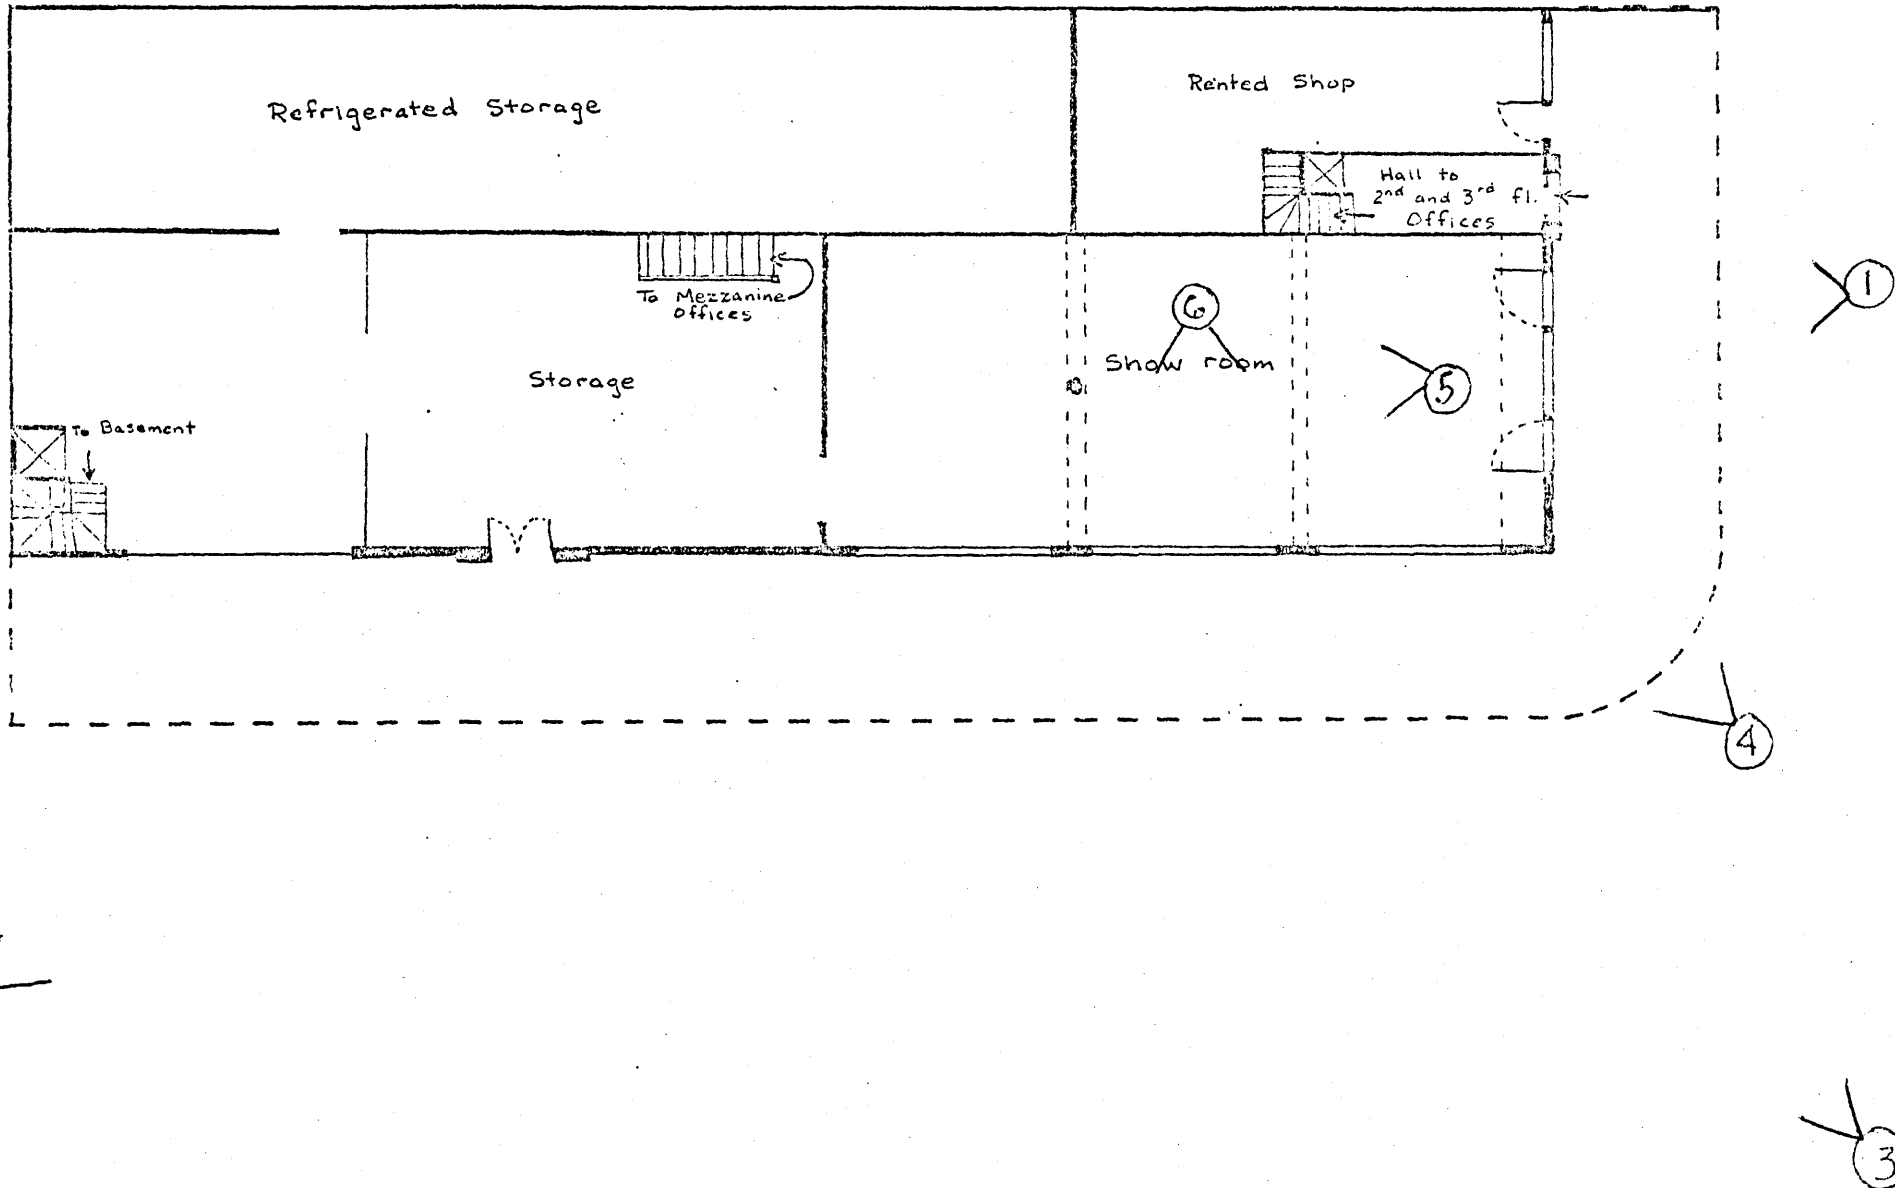 Refrigerated Storage
Rented Shop
Hall to
2nd and 3rd fl.
Offices
To Mezzanine
Offices
1
6
Show room
5
Storage
To Basement
4
3